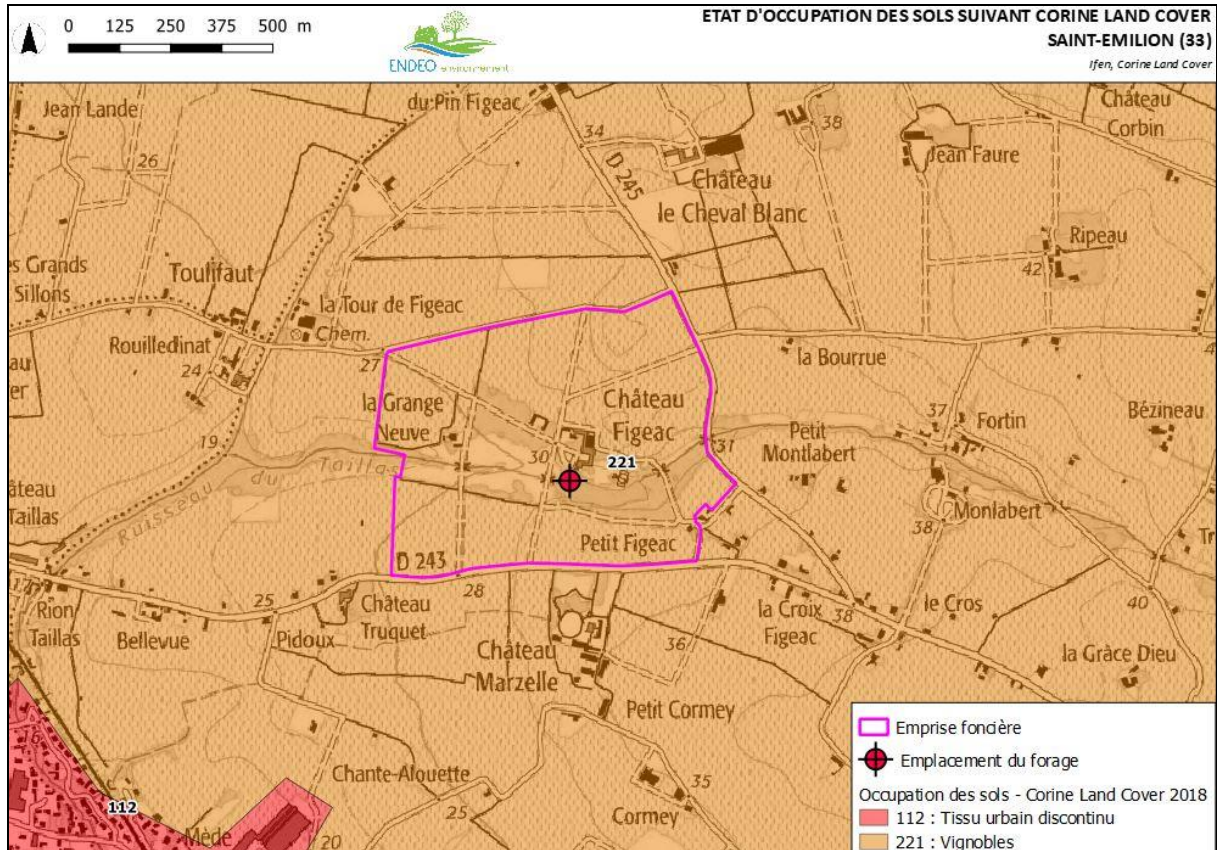 0 125 250 375 500 m
ENDEO environnement
ETAT D'OCCUPATION DES SOLS SUIVANT CORINE LAND COVER
SAINT-EMILION (33)
Ifen, Corine Land Cover
Jean Lande
du Pin Figeac
34
38
Château
Corbin
26
D 245
Jean Faure
Château
le Cheval Blanc
Ripeau
42
s Grands
Sillons
Toulifaut
la Tour de Figeac
Chem.
Rouilledinat
27
24
la Bourrue
la Grange
Neuve
Château
Figeac
37
Fortin
Bézineau
19
30
221
31
Petit
Montlabert
Ruisseau du Taillas
âteau
Taillas
38
Monlabert
Petit Figeac
D 243
28
17
Rion
Taillas
25
Bellevue
Pidoux
Château
Truquet
la Croix
Figeac
38
le Cros
40
36
Château
Marzelle
la Grâce Dieu
Petit Cormey
Chante-Alouette
25
35
Cormey
112
Mède
20
Emprise foncière
Emplacement du forage
Occupation des sols - Corine Land Cover 2018
112 : Tissu urbain discontinu
221 : Vignobles